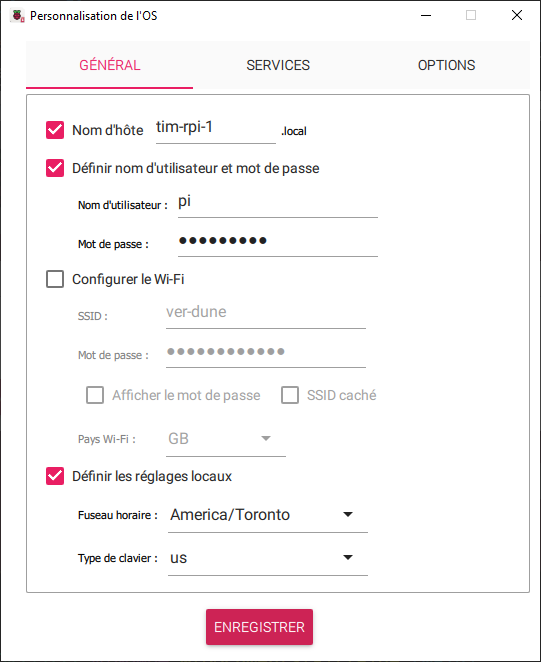 Personnalisation de l'OS
GÉNÉRAL SERVICES OPTIONS
Nom d'hôte tim-rpi-1 .local
Définir nom d'utilisateur et mot de passe
Nom d'utilisateur : pi
Mot de passe : ●●●●●●●●●
Configurer le Wi-Fi
SSID : ver-dune
Mot de passe : ●●●●●●●●●●●●
Afficher le mot de passe SSID caché
Pays Wi-Fi : GB
Définir les réglages locaux
Fuseau horaire : America/Toronto
Type de clavier : us
ENREGISTRER